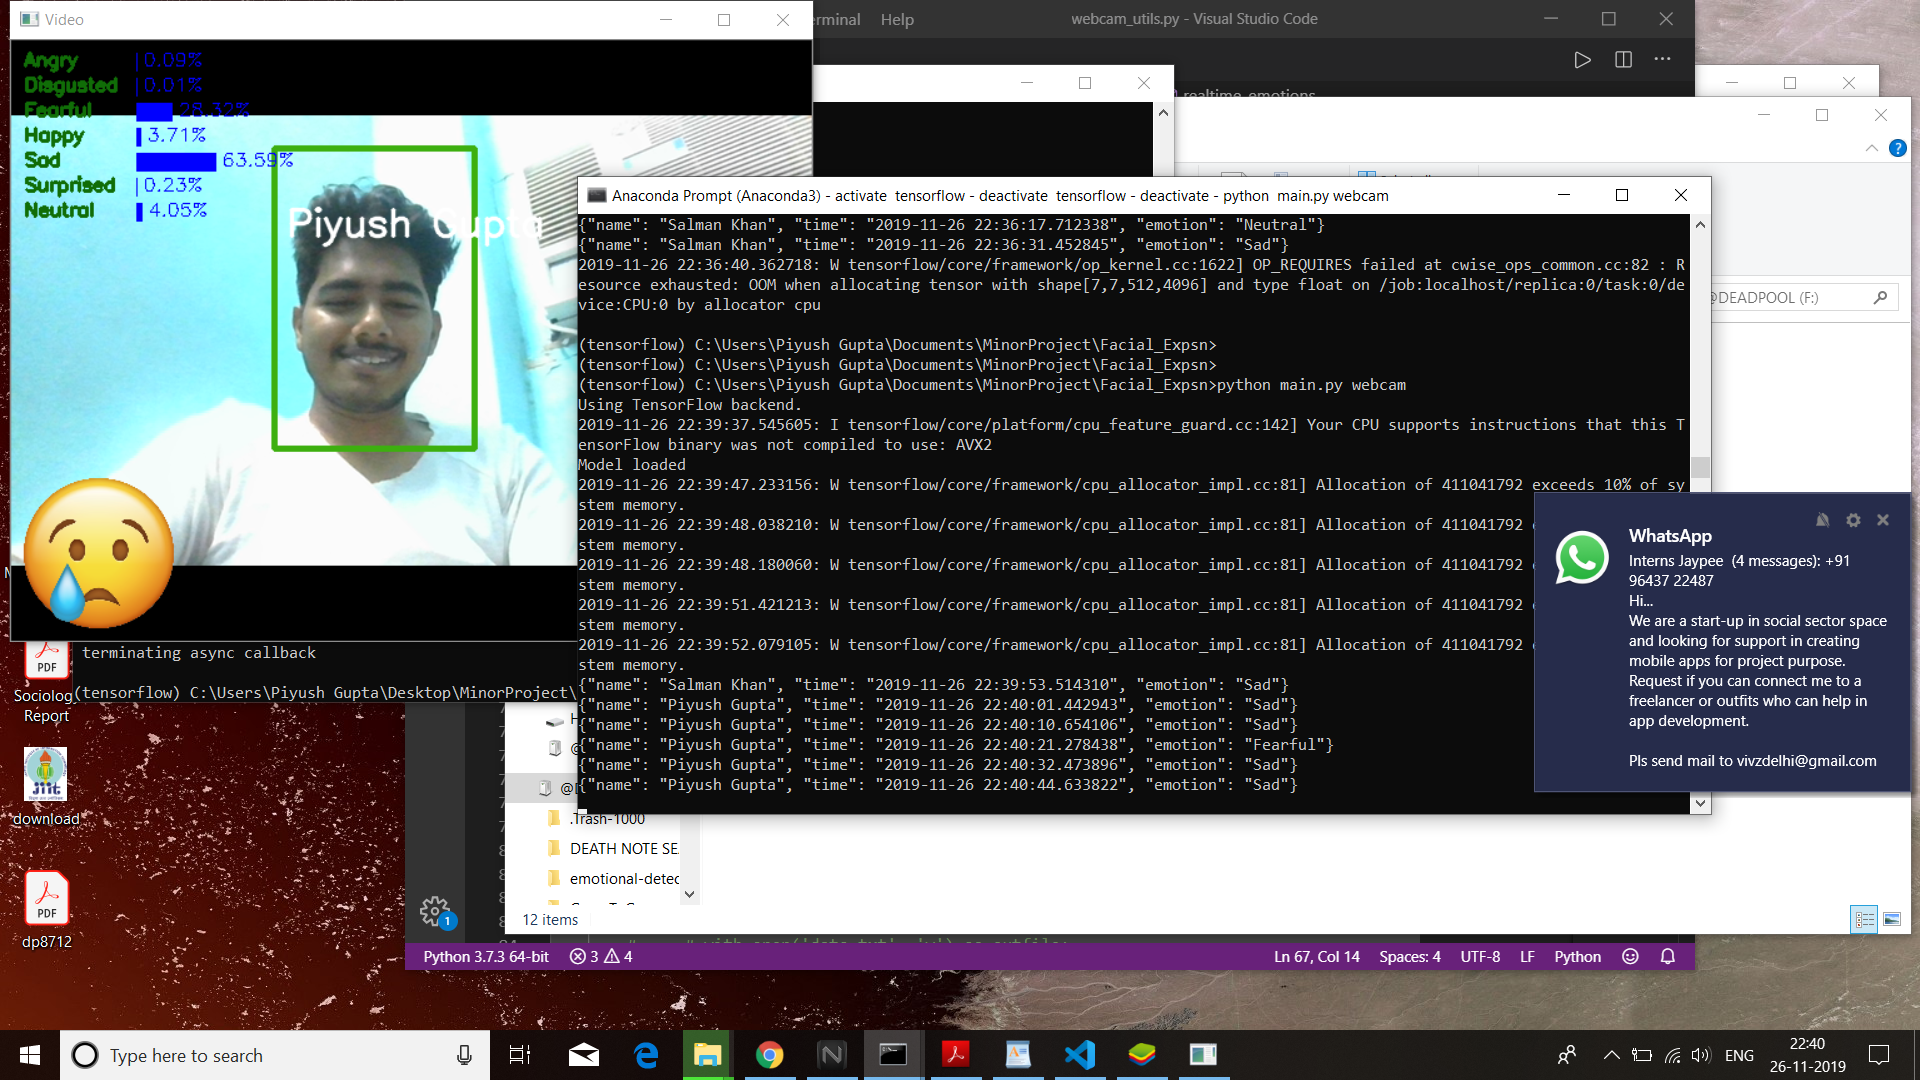 Video
Angry 0.09%
Disgusted 0.01%
Fearful 28.32%
Happy 3.71%
Sad 63.59%
Surprised 0.23%
Neutral 4.05%
Piyush Gupta
Help
webcam_utils.py - Visual Studio Code
realtime_emotions
Anaconda Prompt (Anaconda3) - activate tensorflow - deactivate tensorflow - deactivate - python main.py webcam
{"name": "Salman Khan", "time": "2019-11-26 22:36:17.712338", "emotion": "Neutral"}
{"name": "Salman Khan", "time": "2019-11-26 22:36:31.452845", "emotion": "Sad"}
2019-11-26 22:36:40.362718: W tensorflow/core/framework/op_kernel.cc:1622] OP_REQUIRES failed at cwise_ops_common.cc:82 : R
esource exhausted: OOM when allocating tensor with shape[7,7,512,4096] and type float on /job:localhost/replica:0/task:0/de
vice:CPU:0 by allocator cpu
(tensorflow) C:\Users\Piyush Gupta\Documents\MinorProject\Facial_Expsn>
(tensorflow) C:\Users\Piyush Gupta\Documents\MinorProject\Facial_Expsn>
(tensorflow) C:\Users\Piyush Gupta\Documents\MinorProject\Facial_Expsn>python main.py webcam
Using TensorFlow backend.
2019-11-26 22:39:37.545605: I tensorflow/core/platform/cpu_feature_guard.cc:142] Your CPU supports instructions that this T
ensorFlow binary was not compiled to use: AVX2
Model loaded
2019-11-26 22:39:47.233156: W tensorflow/core/framework/cpu_allocator_impl.cc:81] Allocation of 411041792 exceeds 10% of sy
stem memory.
2019-11-26 22:39:48.038210: W tensorflow/core/framework/cpu_allocator_impl.cc:81] Allocation of 411041792
stem memory.
2019-11-26 22:39:48.180060: W tensorflow/core/framework/cpu_allocator_impl.cc:81] Allocation of 411041792
stem memory.
2019-11-26 22:39:51.421213: W tensorflow/core/framework/cpu_allocator_impl.cc:81] Allocation of 411041792
stem memory.
2019-11-26 22:39:52.079105: W tensorflow/core/framework/cpu_allocator_impl.cc:81] Allocation of 411041792
stem memory.
{"name": "Salman Khan", "time": "2019-11-26 22:39:53.514310", "emotion": "Sad"}
{"name": "Piyush Gupta", "time": "2019-11-26 22:40:01.442943", "emotion": "Sad"}
{"name": "Piyush Gupta", "time": "2019-11-26 22:40:10.654106", "emotion": "Sad"}
{"name": "Piyush Gupta", "time": "2019-11-26 22:40:21.278438", "emotion": "Fearful"}
{"name": "Piyush Gupta", "time": "2019-11-26 22:40:32.473896", "emotion": "Sad"}
{"name": "Piyush Gupta", "time": "2019-11-26 22:40:44.633822", "emotion": "Sad"}
@DEADPOOL (F:)
WhatsApp
Interns Jaypee (4 messages): +91
96437 22487
Hi...
We are a start-up in social sector space
and looking for support in creating
mobile apps for project purpose.
Request if you can connect me to a
freelancer or outfits who can help in
app development.
Pls send mail to vivzdelhi@gmail.com
terminating async callback
(tensorflow) C:\Users\Piyush Gupta\Desktop\MinorProject\
PDF
Sociolog
Report
JIIT
download
PDF
dp8712
.Trash-1000
DEATH NOTE SE
emotional-detec
12 items
1
Python 3.7.3 64-bit 3 4
Ln 67, Col 14 Spaces: 4 UTF-8 LF Python
Type here to search
ENG
22:40
26-11-2019